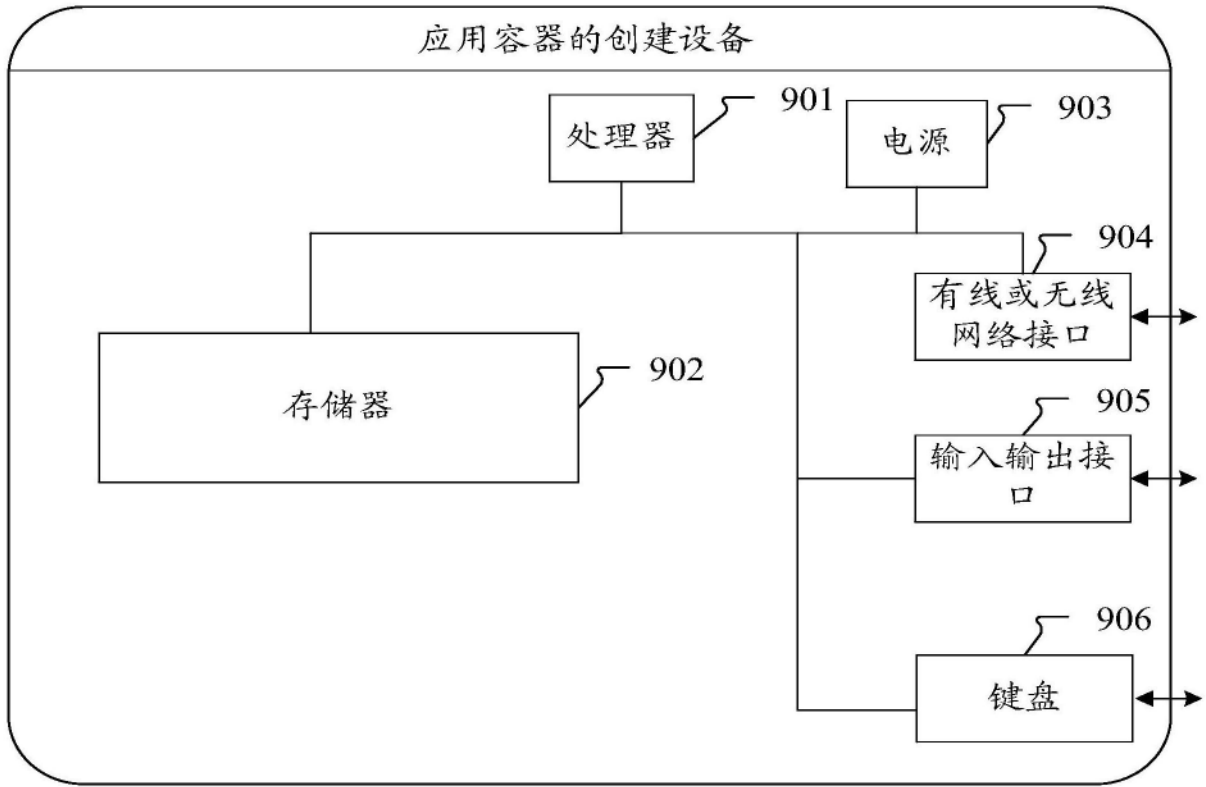 应用容器的创建设备
901
处理器
903
电源
904
有线或无线
网络接口
902
存储器
905
输入输出接
口
906
键盘